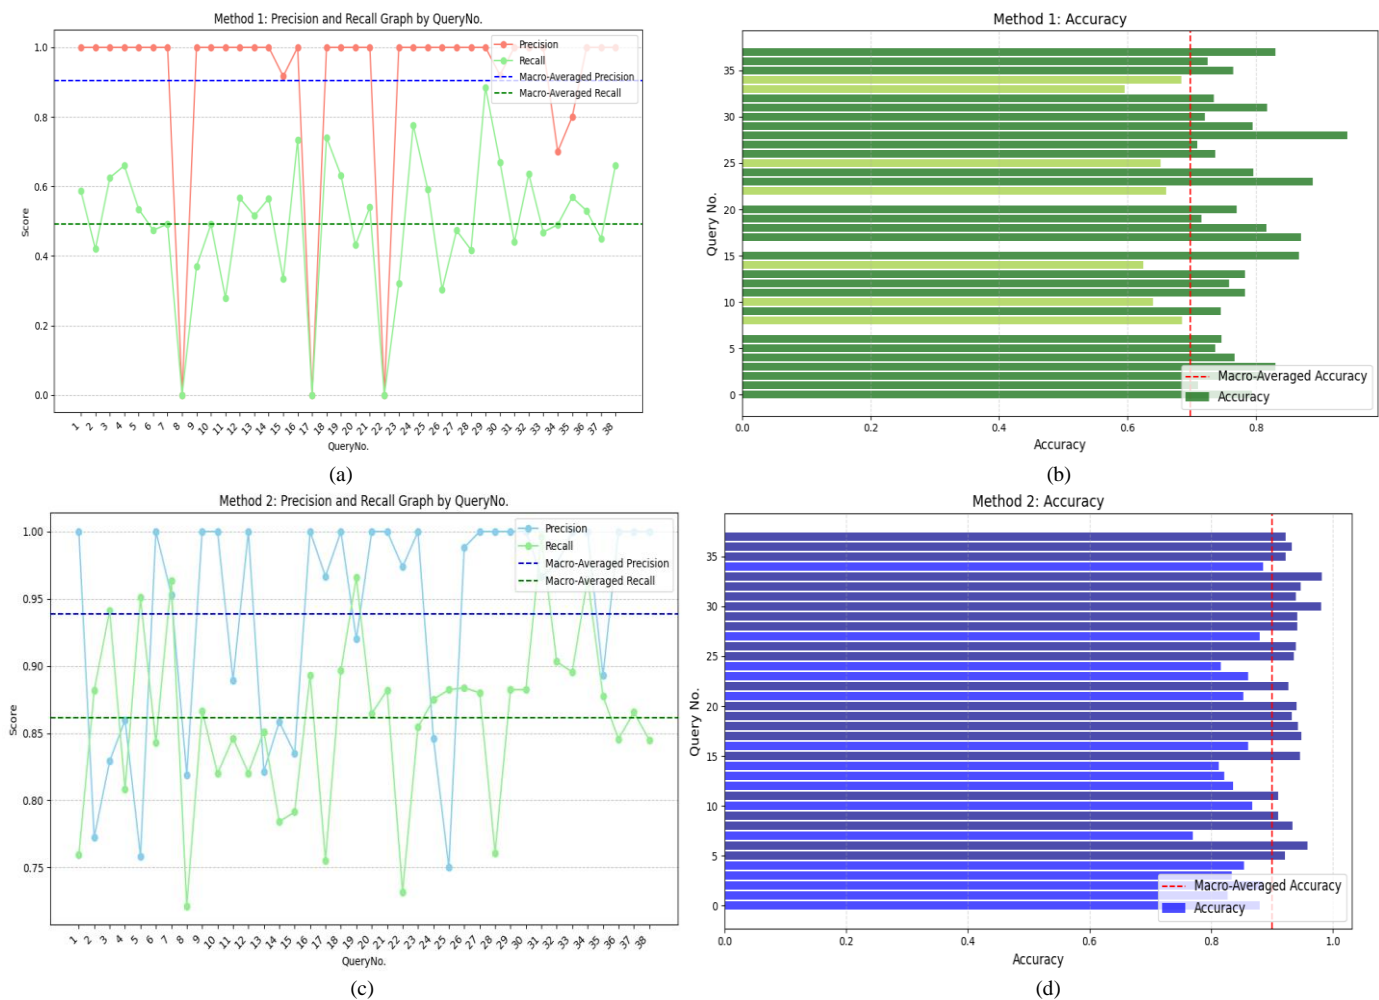 Method 1: Precision and Recall Graph by QueryNo.
Score
1.0
0.8
0.6
0.4
0.2
0.0
Precision
Recall
Macro-Averaged Precision
Macro-Averaged Recall
1 2 3 4 5 6 7 8 9 10 11 12 13 14 15 16 17 18 19 20 21 22 23 24 25 26 27 28 29 30 31 32 33 34 35 36 37 38
QueryNo.
(a)
Method 1: Accuracy
Query No.
35
30
25
20
15
10
5
0
Macro-Averaged Accuracy
Accuracy
0.0 0.2 0.4 0.6 0.8
Accuracy
(b)
Method 2: Precision and Recall Graph by QueryNo.
Score
1.00
0.95
0.90
0.85
0.80
0.75
Precision
Recall
Macro-Averaged Precision
Macro-Averaged Recall
1 2 3 4 5 6 7 8 9 10 11 12 13 14 15 16 17 18 19 20 21 22 23 24 25 26 27 28 29 30 31 32 33 34 35 36 37 38
QueryNo.
(c)
Method 2: Accuracy
Query No.
35
30
25
20
15
10
5
0
Macro-Averaged Accuracy
Accuracy
0.0 0.2 0.4 0.6 0.8 1.0
Accuracy
(d)